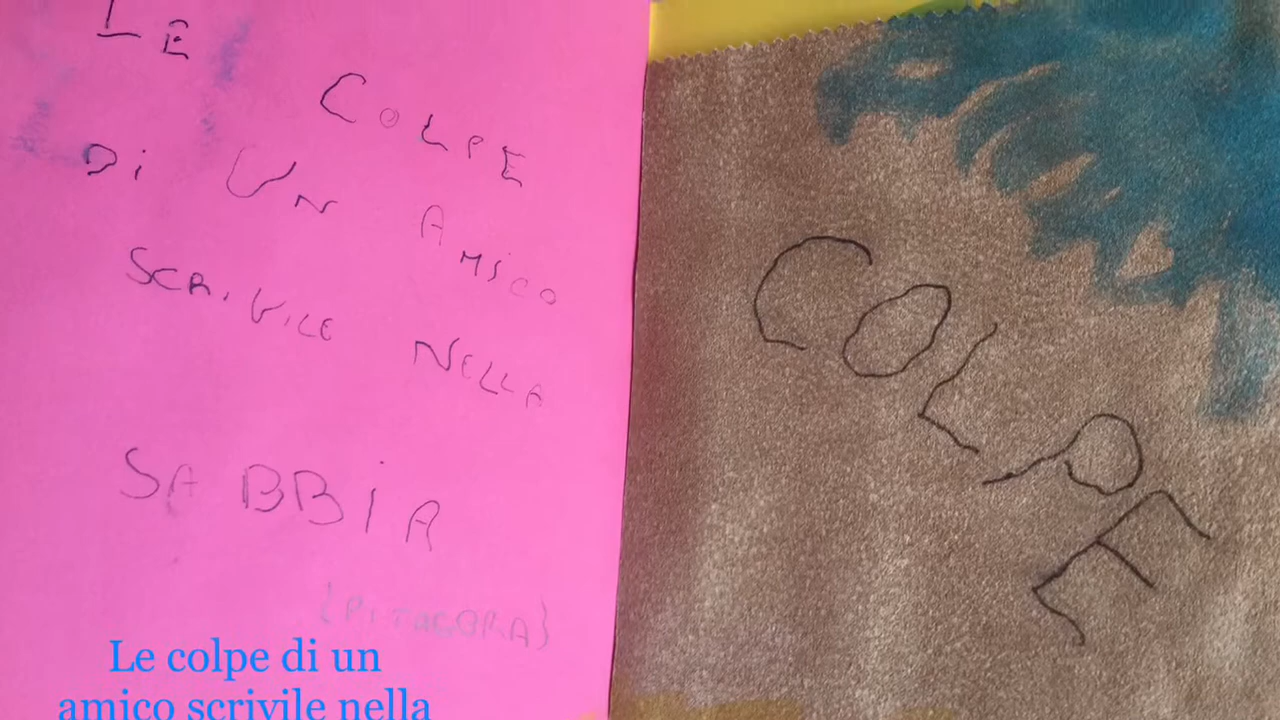 LE
COLPE
Di UN AMiCO
SCRiViLE NELLA
SABBiA
{PITAGORA}
COLPE
Le colpe di un
amico scrivile nella